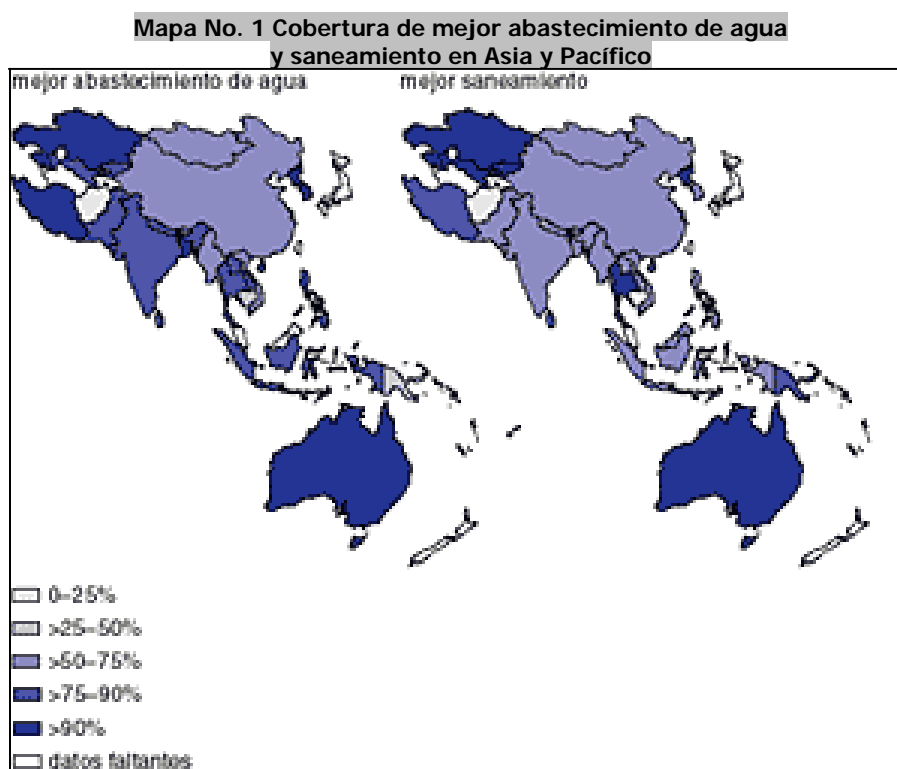 Mapa No. 1 Cobertura de mejor abastecimiento de agua
y saneamiento en Asia y Pacífico
mejor abastecimiento de agua
mejor saneamiento
0–25%
>25–50%
>50–75%
>75–90%
>90%
datos faltantes